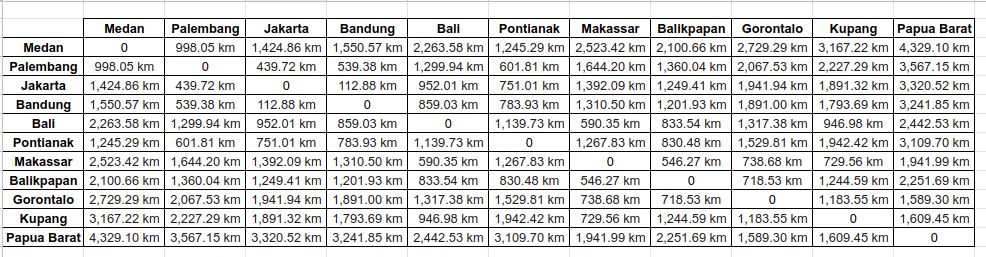 Medan Palembang Jakarta Bandung Bali Pontianak Makassar Balikpapan Gorontalo Kupang Papua Barat
Medan 0 998.05 km 1,424.86 km 1,550.57 km 2,263.58 km 1,245.29 km 2,523.42 km 2,100.66 km 2,729.29 km 3,167.22 km 4,329.10 km
Palembang 998.05 km 0 439.72 km 539.38 km 1,299.94 km 601.81 km 1,644.20 km 1,360.04 km 2,067.53 km 2,227.29 km 3,567.15 km
Jakarta 1,424.86 km 439.72 km 0 112.88 km 952.01 km 751.01 km 1,392.09 km 1,249.41 km 1,941.94 km 1,891.32 km 3,320.52 km
Bandung 1,550.57 km 539.38 km 112.88 km 0 859.03 km 783.93 km 1,310.50 km 1,201.93 km 1,891.00 km 1,793.69 km 3,241.85 km
Bali 2,263.58 km 1,299.94 km 952.01 km 859.03 km 0 1,139.73 km 590.35 km 833.54 km 1,317.38 km 946.98 km 2,442.53 km
Pontianak 1,245.29 km 601.81 km 751.01 km 783.93 km 1,139.73 km 0 1,267.83 km 830.48 km 1,529.81 km 1,942.42 km 3,109.70 km
Makassar 2,523.42 km 1,644.20 km 1,392.09 km 1,310.50 km 590.35 km 1,267.83 km 0 546.27 km 738.68 km 729.56 km 1,941.99 km
Balikpapan 2,100.66 km 1,360.04 km 1,249.41 km 1,201.93 km 833.54 km 830.48 km 546.27 km 0 718.53 km 1,244.59 km 2,251.69 km
Gorontalo 2,729.29 km 2,067.53 km 1,941.94 km 1,891.00 km 1,317.38 km 1,529.81 km 738.68 km 718.53 km 0 1,183.55 km 1,589.30 km
Kupang 3,167.22 km 2,227.29 km 1,891.32 km 1,793.69 km 946.98 km 1,942.42 km 729.56 km 1,244.59 km 1,183.55 km 0 1,609.45 km
Papua Barat 4,329.10 km 3,567.15 km 3,320.52 km 3,241.85 km 2,442.53 km 3,109.70 km 1,941.99 km 2,251.69 km 1,589.30 km 1,609.45 km 0